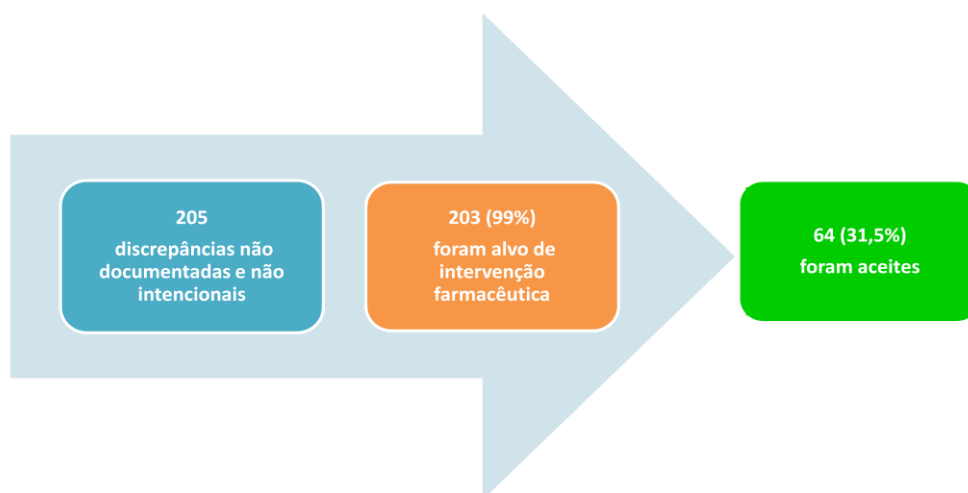 205
discrepâncias não
documentadas e não
intencionais
203 (99%)
foram alvo de
intervenção
farmacêutica
64 (31,5%)
foram aceites